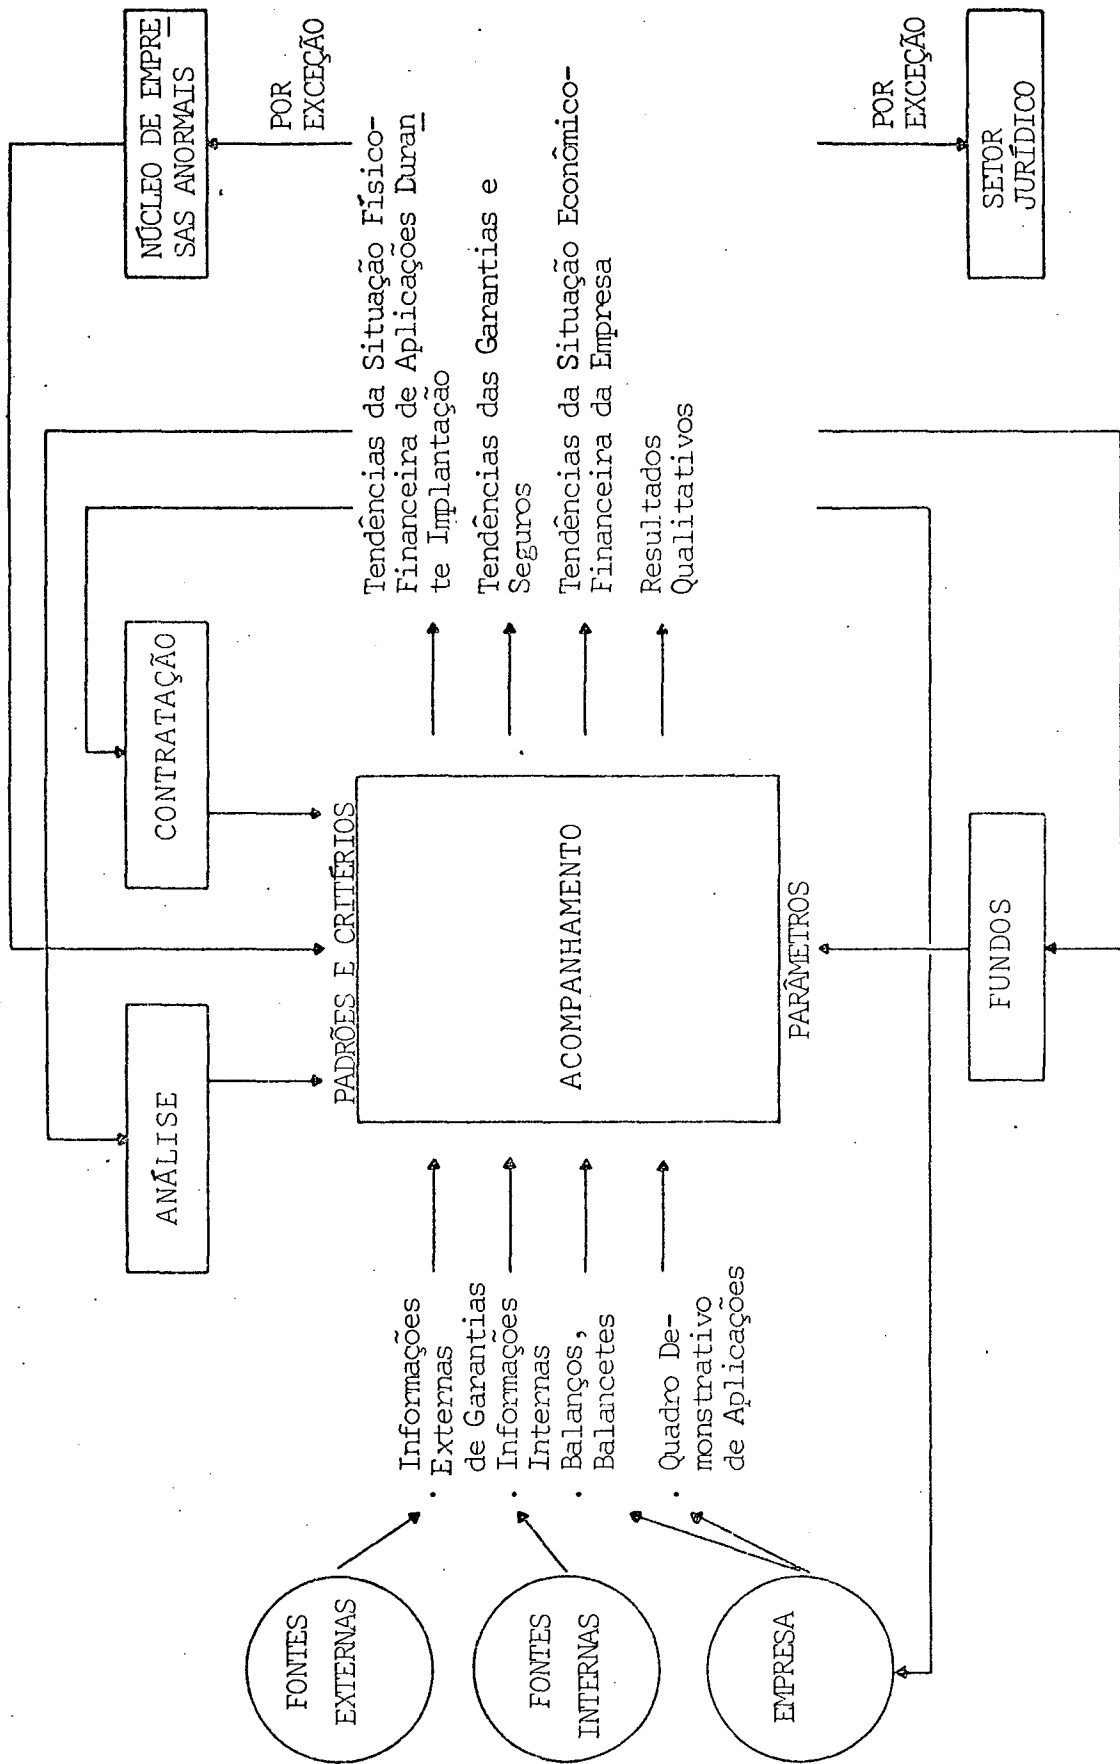 FONTES
EXTERNAS
FONTES
INTERNAS
EMPRESA
Informações
· Externas
de Garantias
· Informações
Internas
· Balanços,
Balancetes
· Quadro De-
monstrativo
de Aplicações
ANÁLISE
CONTRATAÇÃO
NÚCLEO DE EMPRE
SAS ANORMAIS
PADRÕES E CRITÉRIOS
ACOMPANHAMENTO
PARÂMETROS
FUNDOS
POR
EXCEÇÃO
Tendências da Situação Físico-
Financeira de Aplicações Duran
te Implantação
Tendências das Garantias e
Seguros
Tendências da Situação Econômico-
Financeira da Empresa
Resultados
Qualitativos
POR
EXCEÇÃO
SETOR
JURÍDICO